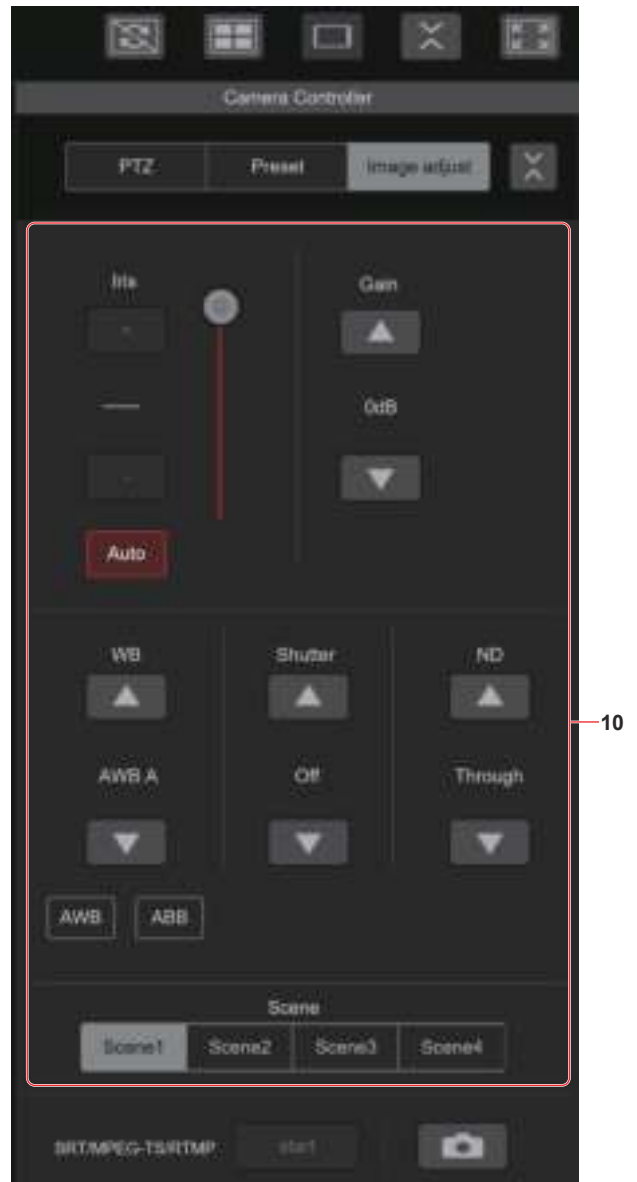 Camera Controller
PTZ Preset Image adjust
Iris Gain
0dB
Auto
WB Shutter ND
AWB A Off Through
AWB ABB
Scene
Scene1 Scene2 Scene3 Scene4
SRT/MPEG-TS/RTMP start
10